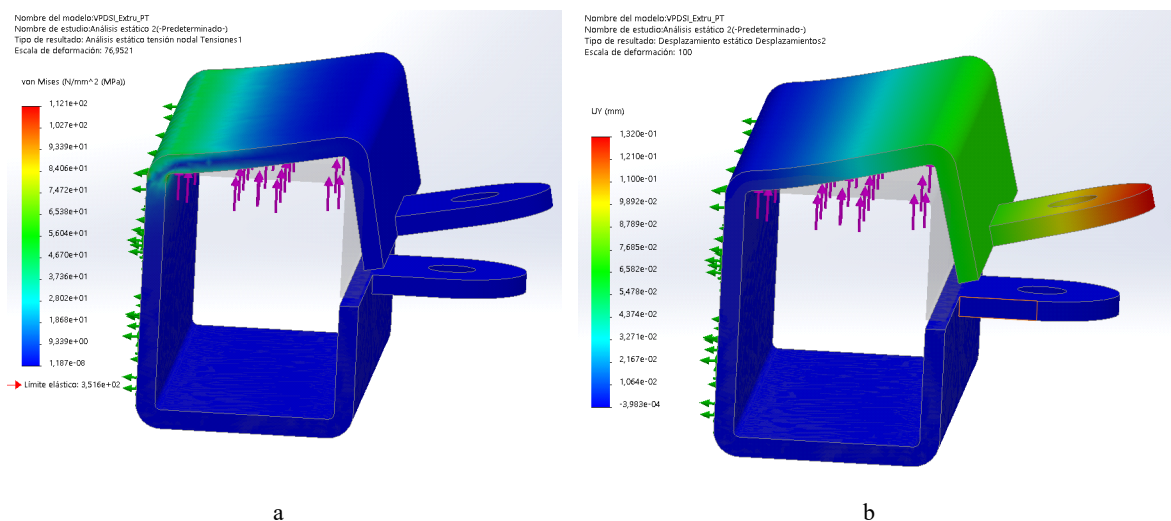 Nombre del modelo:VPDSI_Extru_PT
Nombre de estudio:Análisis estático 2(-Predeterminado-)
Tipo de resultado: Análisis estático tensión nodal Tensiones1
Escala de deformación: 76,9521
von Mises (N/mm^2 (MPa))
1,121e+02
1,027e+02
9,339e+01
8,406e+01
7,472e+01
6,538e+01
5,604e+01
4,670e+01
3,736e+01
2,802e+01
1,868e+01
9,339e+00
1,187e-08
Límite elástico: 3,516e+02
a
Nombre del modelo:VPDSI_Extru_PT
Nombre de estudio:Análisis estático 2(-Predeterminado-)
Tipo de resultado: Desplazamiento estático Desplazamientos2
Escala de deformación: 100
UY (mm)
1,320e-01
1,210e-01
1,100e-01
9,892e-02
8,789e-02
7,685e-02
6,582e-02
5,478e-02
4,374e-02
3,271e-02
2,167e-02
1,064e-02
-3,983e-04
b